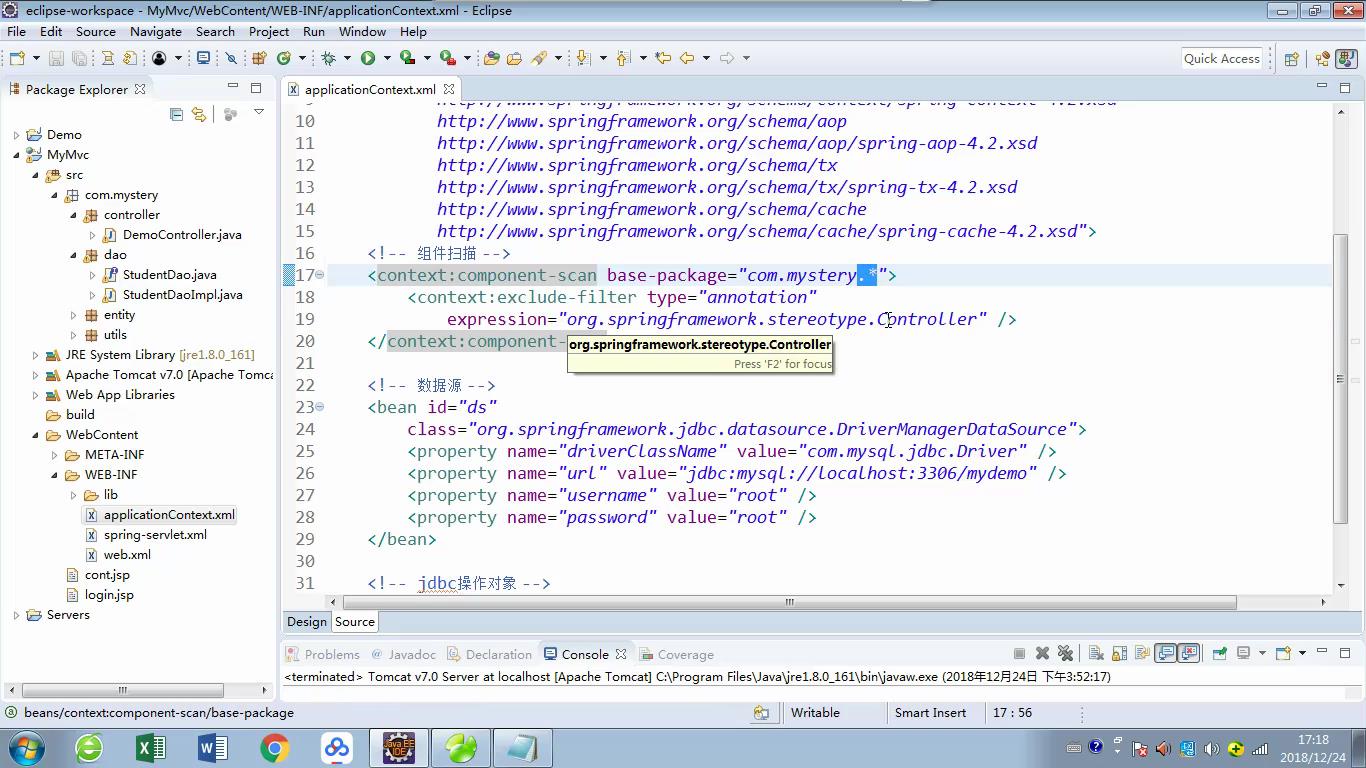 eclipse-workspace - MyMvc/WebContent/WEB-INF/applicationContext.xml - Eclipse
File Edit Source Navigate Search Project Run Window Help
Quick Access
Package Explorer
applicationContext.xml
Demo
MyMvc
src
com.mystery
controller
DemoController.java
dao
StudentDao.java
StudentDaoImpl.java
entity
utils
JRE System Library [jre1.8.0_161]
Apache Tomcat v7.0 [Apache Tomca
Web App Libraries
build
WebContent
META-INF
WEB-INF
lib
applicationContext.xml
spring-servlet.xml
web.xml
cont.jsp
login.jsp
Servers
9 http://www.springframework.org/schema/context/spring-context-4.2.xsd
10 http://www.springframework.org/schema/aop
11 http://www.springframework.org/schema/aop/spring-aop-4.2.xsd
12 http://www.springframework.org/schema/tx
13 http://www.springframework.org/schema/tx/spring-tx-4.2.xsd
14 http://www.springframework.org/schema/cache
15 http://www.springframework.org/schema/cache/spring-cache-4.2.xsd">
16 <!-- 组件扫描 -->
17 <context:component-scan base-package="com.mystery.*">
18 <context:exclude-filter type="annotation"
19 expression="org.springframework.stereotype.Controller" />
20 </context:component-
org.springframework.stereotype.Controller
Press 'F2' for focus
21
22 <!-- 数据源 -->
23 <bean id="ds"
24 class="org.springframework.jdbc.datasource.DriverManagerDataSource">
25 <property name="driverClassName" value="com.mysql.jdbc.Driver" />
26 <property name="url" value="jdbc:mysql://localhost:3306/mydemo" />
27 <property name="username" value="root" />
28 <property name="password" value="root" />
29 </bean>
30
31 <!-- jdbc操作对象 -->
Design Source
Problems @ Javadoc Declaration Console Coverage
<terminated> Tomcat v7.0 Server at localhost [Apache Tomcat] C:\Program Files\Java\jre1.8.0_161\bin\javaw.exe (2018年12月24日 下午3:52:17)
beans/context:component-scan/base-package
Writable Smart Insert 17 : 56
Java EE
IDE
17:18
2018/12/24